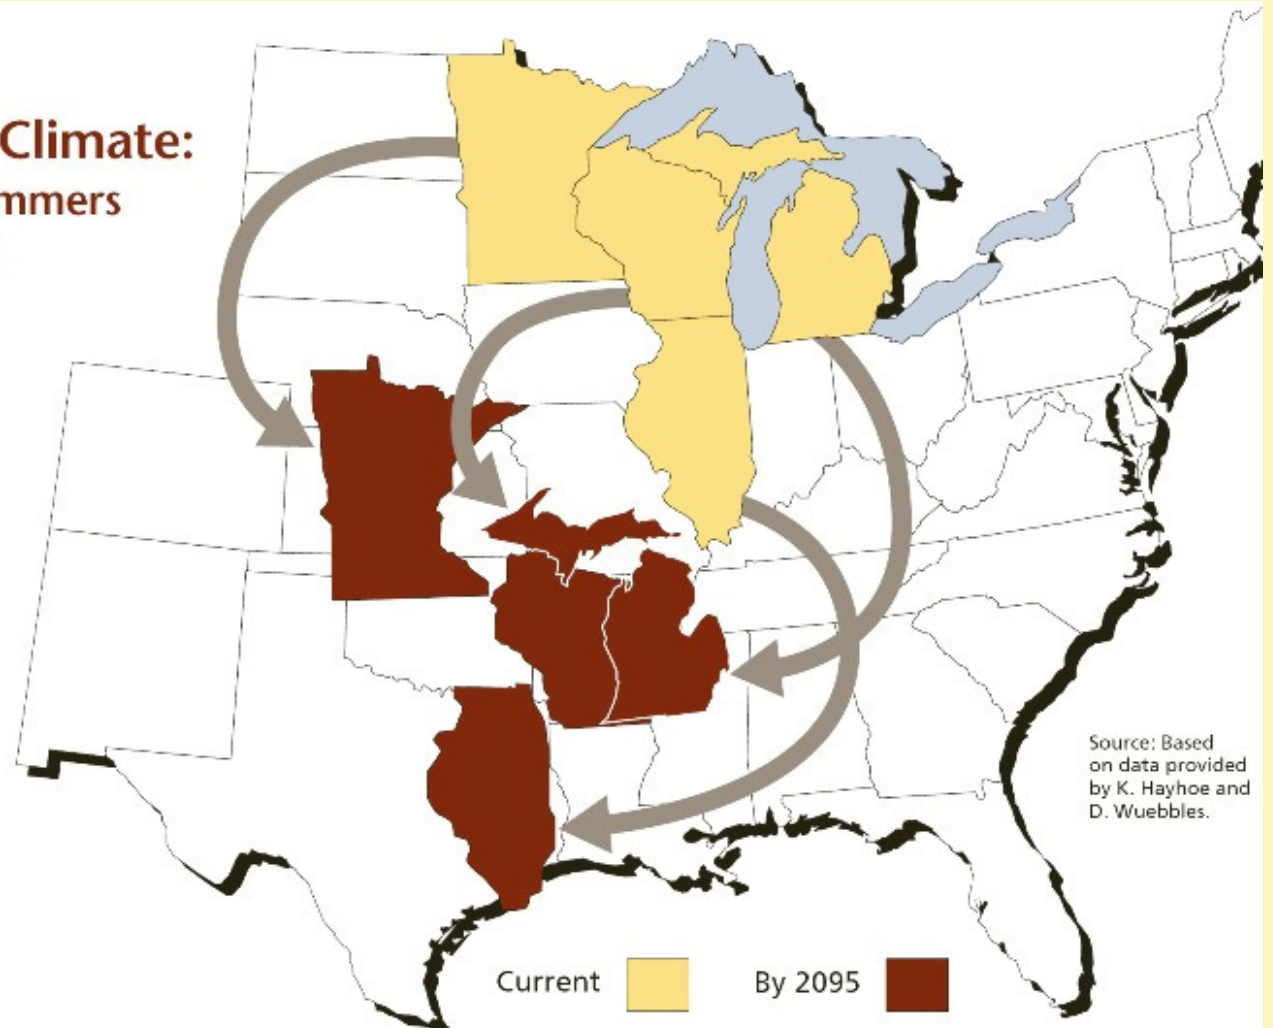 Climate:
mmers
Source: Based
on data provided
by K. Hayhoe and
D. Wuebbles.
Current By 2095